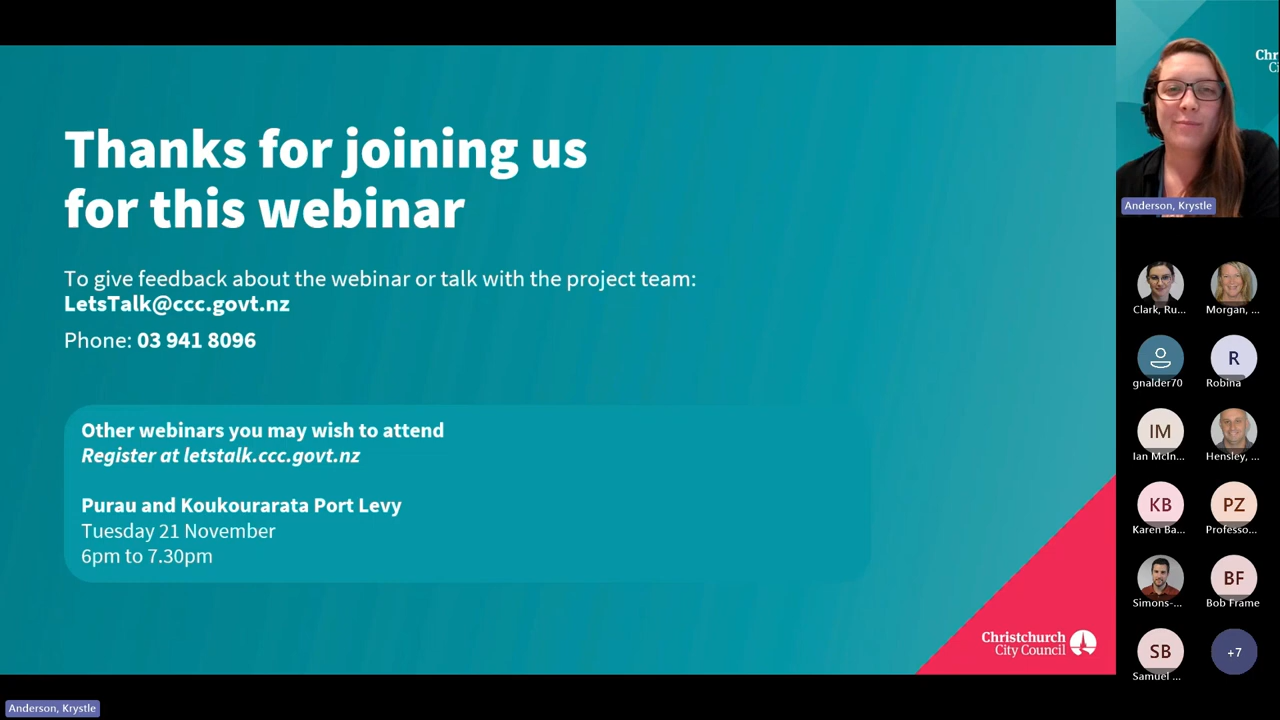 Thanks for joining us
for this webinar
To give feedback about the webinar or talk with the project team:
LetsTalk@ccc.govt.nz
Phone: 03 941 8096
Other webinars you may wish to attend
Register at letstalk.ccc.govt.nz
Purau and Koukourarata Port Levy
Tuesday 21 November
6pm to 7.30pm
Christchurch
City Council
Anderson, Krystle
Chr
Ci
Anderson, Krystle
Clark, Ru...
Morgan, ...
gnalder70
R
Robina
IM
Ian McIn...
Hensley, ...
KB
Karen Ba...
PZ
Professo...
Simons-...
BF
Bob Frame
SB
Samuel ...
+7